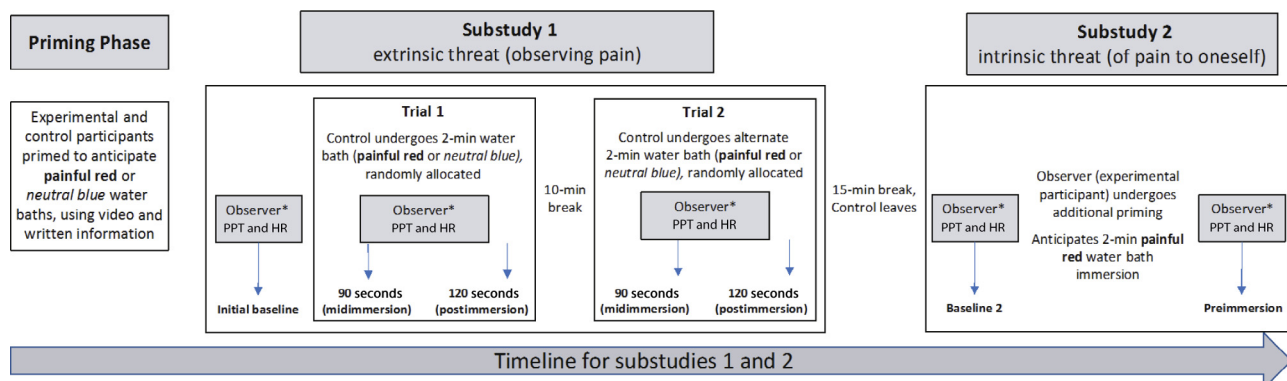 Priming Phase
Experimental and
control participants
primed to anticipate
painful red or
neutral blue water
baths, using video and
written information
Substudy 1
extrinsic threat (observing pain)
Observer*
PPT and HR
Initial baseline
Trial 1
Control undergoes 2-min water
bath (painful red or neutral blue),
randomly allocated
Observer*
PPT and HR
90 seconds
(midimmersion)
120 seconds
(postimmersion)
10-min
break
Trial 2
Control undergoes alternate
2-min water bath (painful red or
neutral blue), randomly allocated
Observer*
PPT and HR
90 seconds
(midimmersion)
120 seconds
(postimmersion)
15-min break,
Control leaves
Substudy 2
intrinsic threat (of pain to oneself)
Observer*
PPT and HR
Baseline 2
Observer (experimental
participant) undergoes
additional priming
Anticipates 2-min painful
red water bath
immersion
Observer*
PPT and HR
Preimmersion
Timeline for substudies 1 and 2